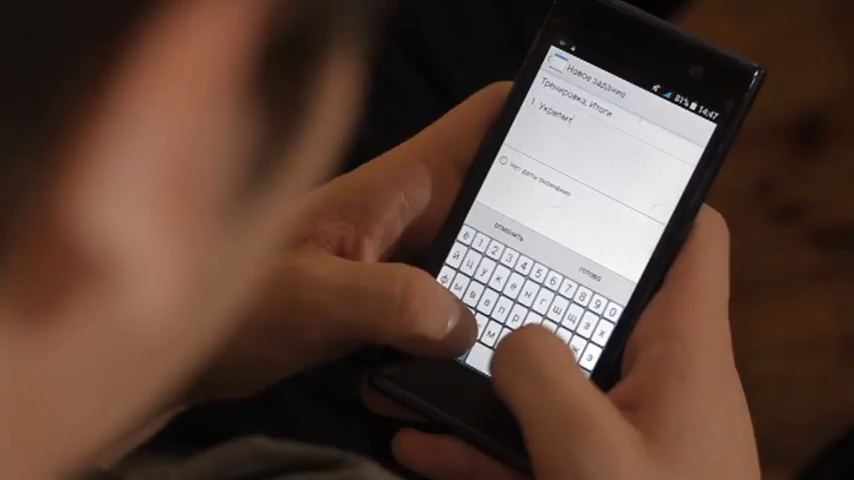 81% 14:47
Новое задание
Тренировка. Итоги
1. Укрепмт
Нет даты окончания
отменить
готово
1 2 3 4 5 6 7 8 9 0
й ц у к е н г ш щ з х
ф ы в а п р
с м
ж э